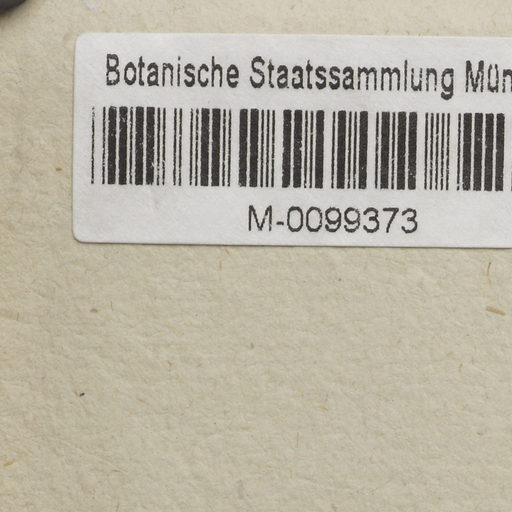 Botanische Staatssammlung Mün
M-0099373